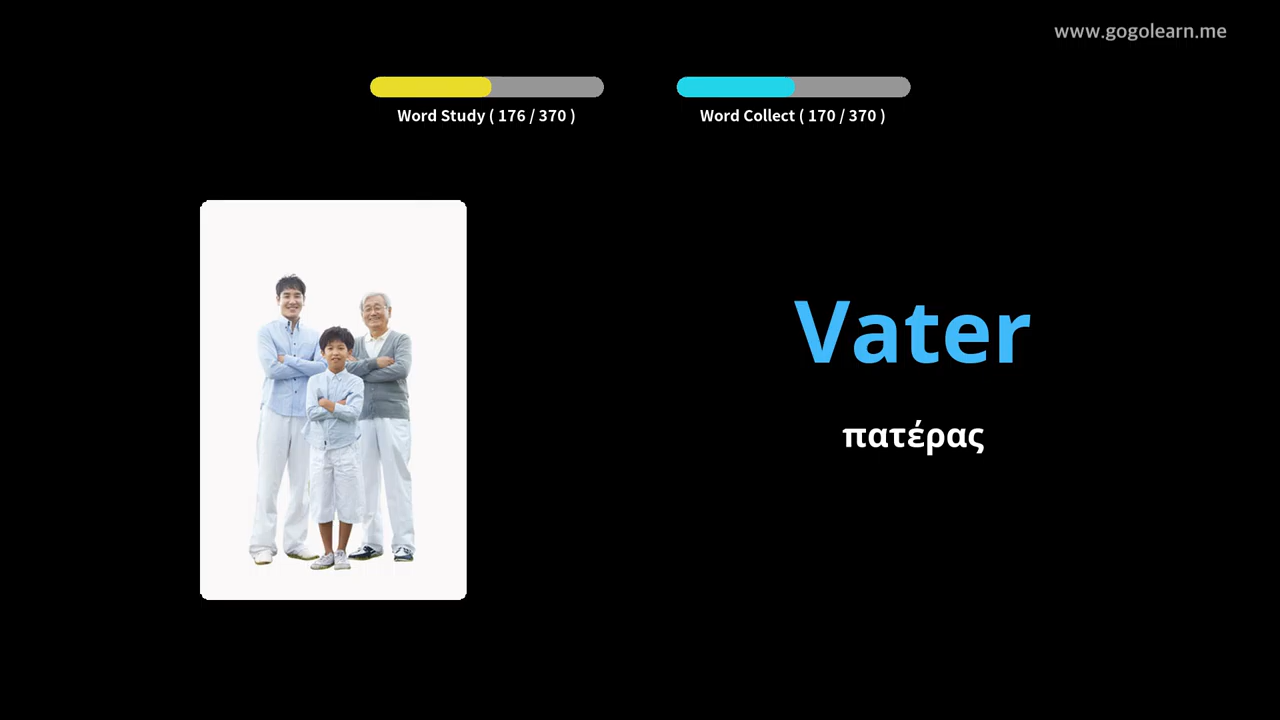 www.gogolearn.me
Word Study ( 176 / 370 )
Word Collect ( 170 / 370 )
Vater
πατέρας